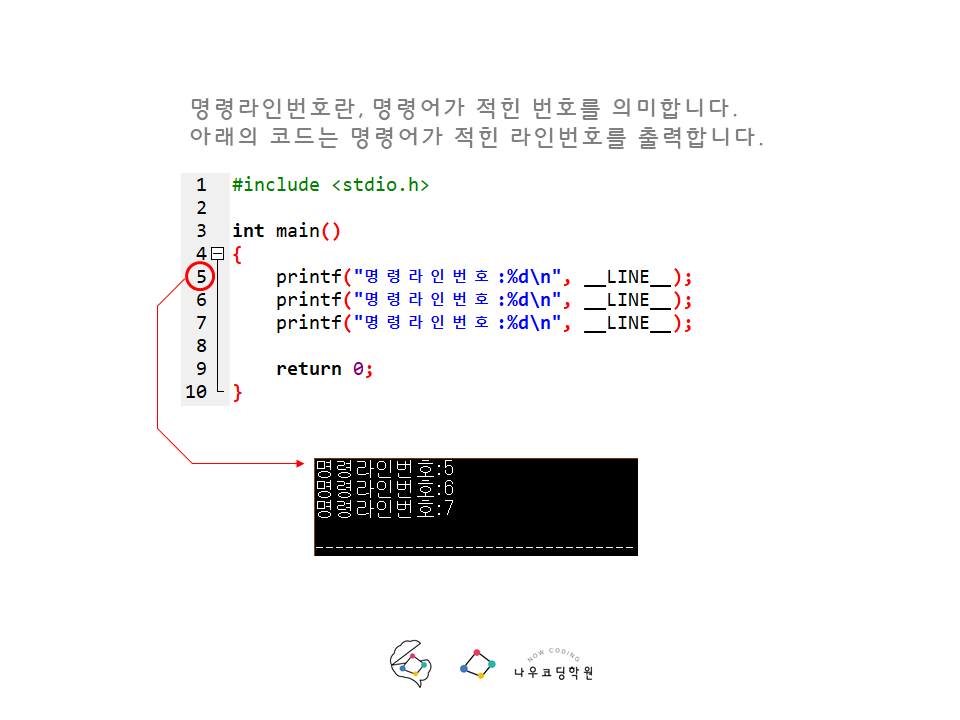 명령라인번호란, 명령어가 적힌 번호를 의미합니다.
아래의 코드는 명령어가 적힌 라인번호를 출력합니다.
1 #include <stdio.h>
2
3 int main()
4 {
5     printf("명령라인번호:%d\n", __LINE__);
6     printf("명령라인번호:%d\n", __LINE__);
7     printf("명령라인번호:%d\n", __LINE__);
8
9     return 0;
10 }
명령라인번호:5
명령라인번호:6
명령라인번호:7
---------------------------------
NOW CODING
나우코딩학원